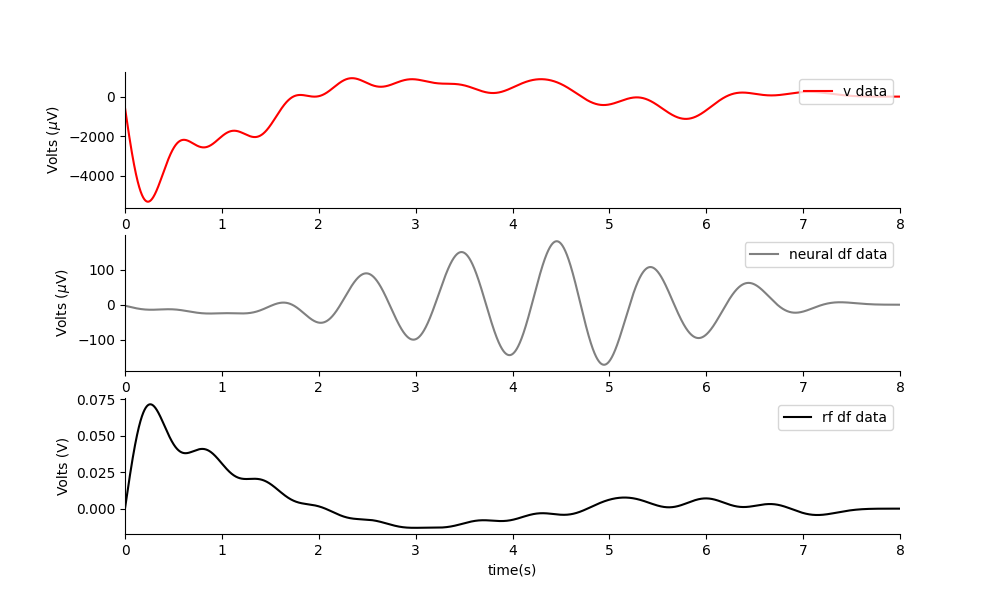 v data
Volts (μV)
0
−2000
−4000
0 1 2 3 4 5 6 7 8
neural df data
Volts (μV)
100
0
−100
0 1 2 3 4 5 6 7 8
rf df data
Volts (V)
0.075
0.050
0.025
0.000
0 1 2 3 4 5 6 7 8
time(s)